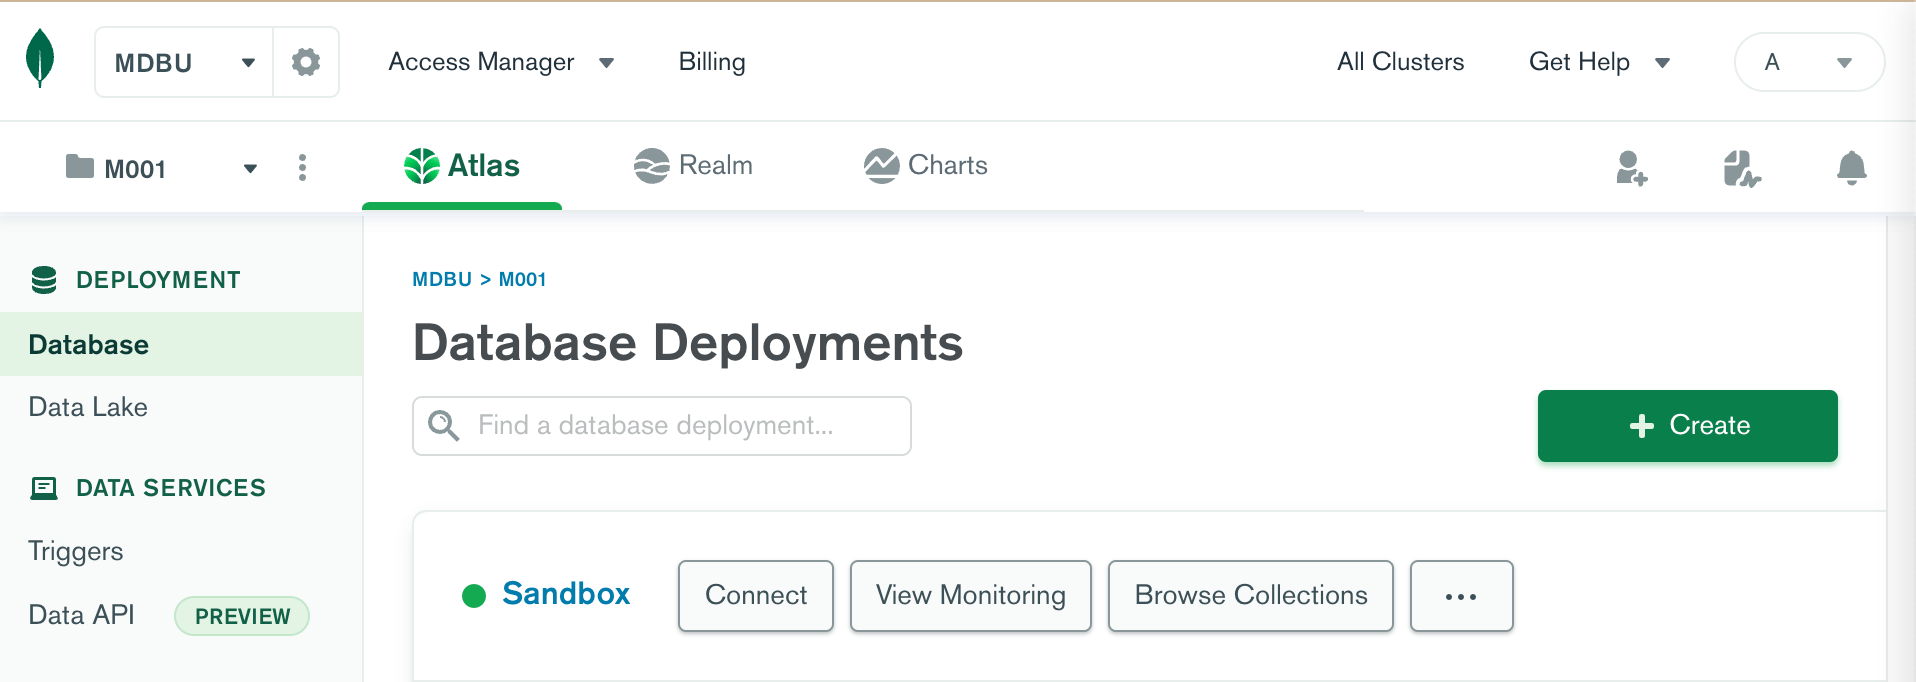 MDBU
Access Manager
Billing
All Clusters
Get Help
A
M001
Atlas
Realm
Charts
DEPLOYMENT
Database
Data Lake
DATA SERVICES
Triggers
Data API PREVIEW
MDBU > M001
Database Deployments
Find a database deployment...
+ Create
Sandbox
Connect
View Monitoring
Browse Collections
...